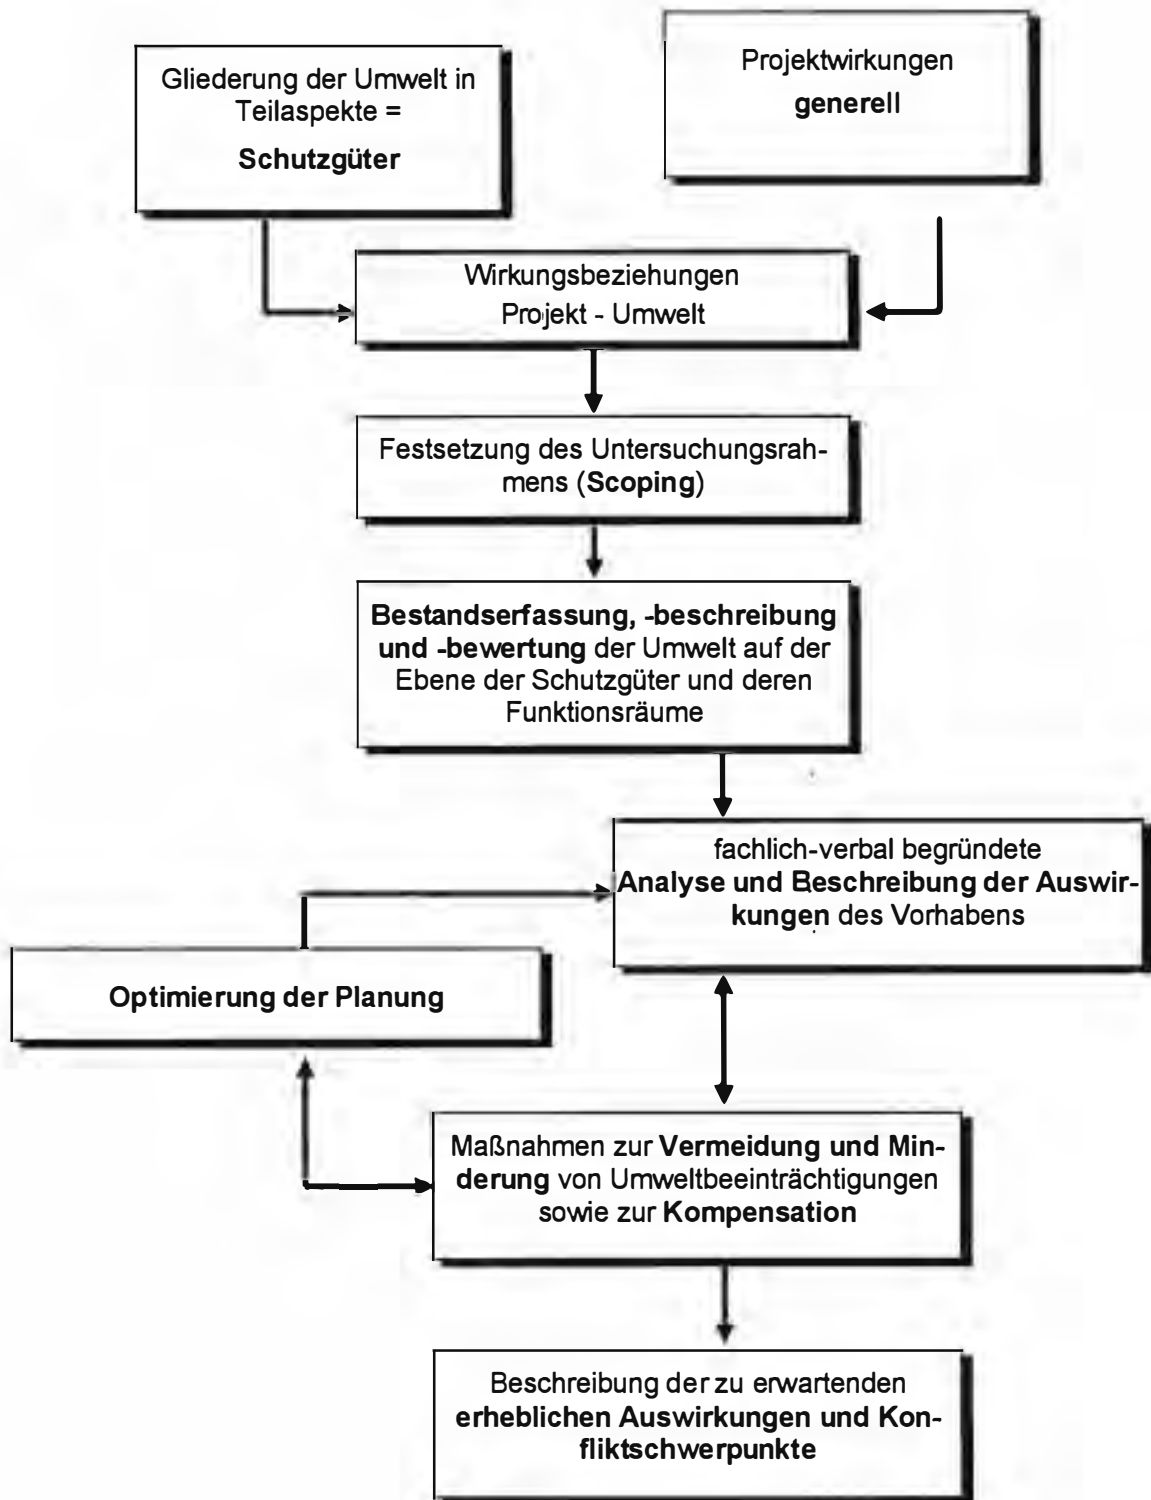 Gliederung der Umwelt in
Teilaspekte =
Schutzgüter
Projektwirkungen
generell
Wirkungsbeziehungen
Projekt - Umwelt
Festsetzung des Untersuchungsrah-
mens (Scoping)
Bestandserfassung, -beschreibung
und -bewertung der Umwelt auf der
Ebene der Schutzgüter und deren
Funktionsräume
fachlich-verbal begründete
Analyse und Beschreibung der Auswir-
kungen des Vorhabens
Optimierung der Planung
Maßnahmen zur Vermeidung und Min-
derung von Umweltbeeinträchtigungen
sowie zur Kompensation
Beschreibung der zu erwartenden
erheblichen Auswirkungen und Kon-
fliktschwerpunkte